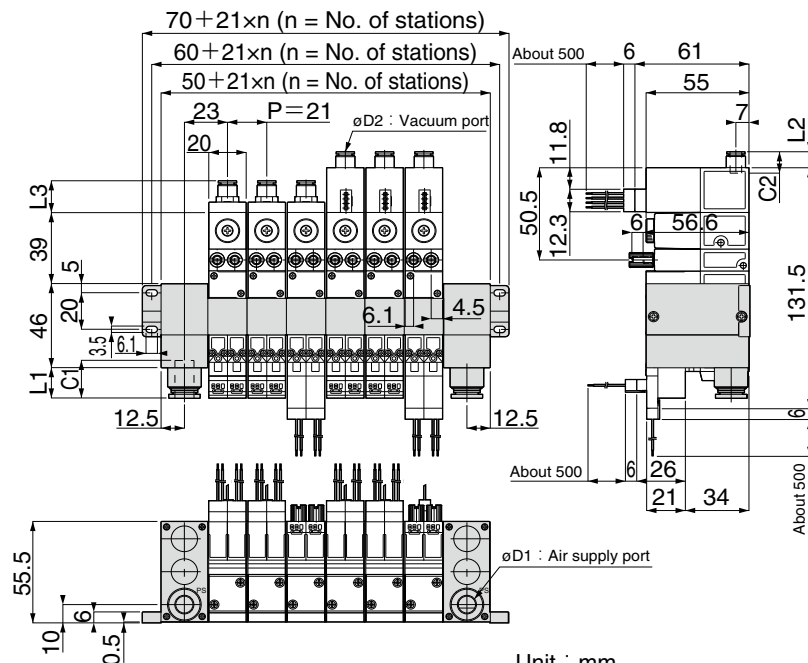 70+21×n (n = No. of stations)
60+21×n (n = No. of stations)
50+21×n (n = No. of stations)
23
P=21
20
øD2 : Vacuum port
L3
39
5
46
20
3.5
6.1
L1
C1
6.1
4.5
12.5
12.5
About 500
6
61
55
7
L2
11.8
50.5
12.3
6
56.6
C2
131.5
6
About 500
6
26
21
34
About 500
55.5
10
6
0.5
PS
PS
øD1 : Air supply port
Unit : mm